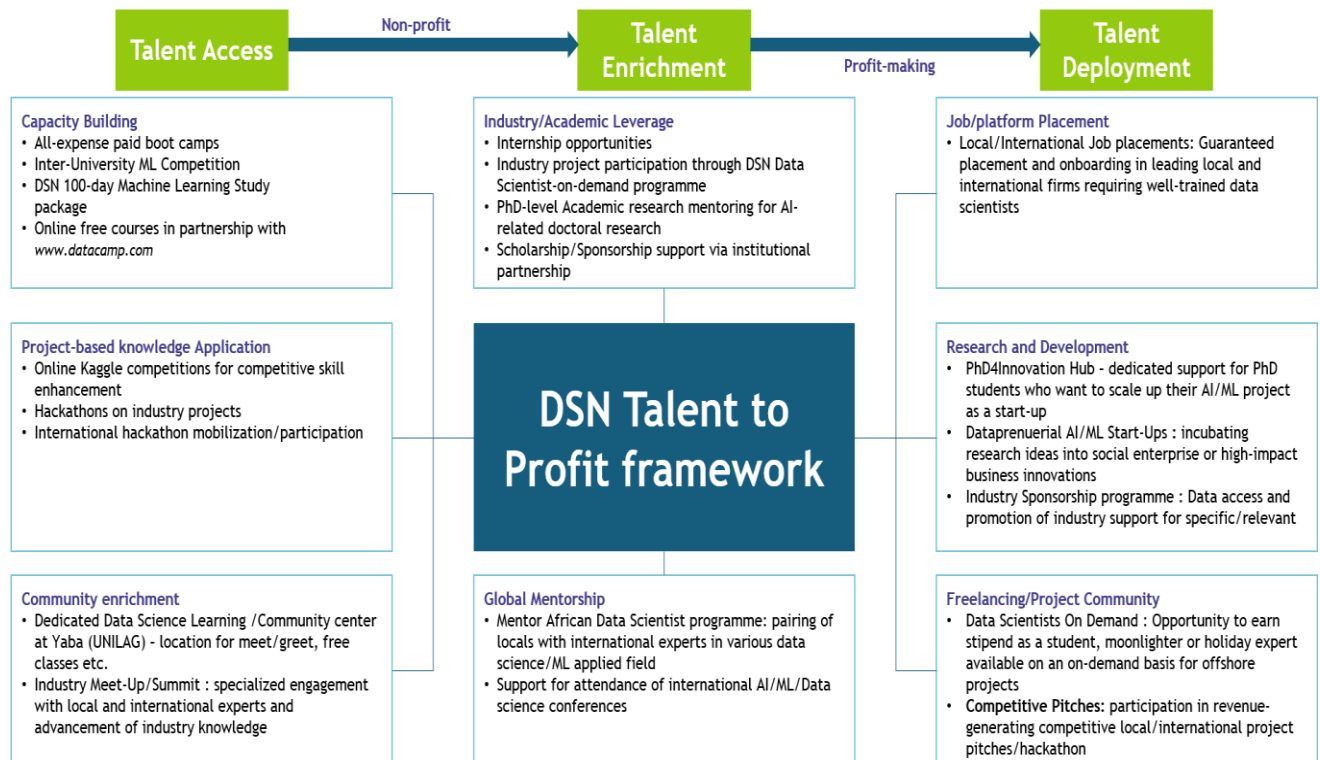 Talent Access
Non-profit
Talent
Enrichment
Profit-making
Talent
Deployment
Capacity Building
• All-expense paid boot camps
• Inter-University ML Competition
• DSN 100-day Machine Learning Study
package
• Online free courses in partnership with
www.datacamp.com
Industry/Academic Leverage
• Internship opportunities
• Industry project participation through DSN Data
Scientist-on-demand programme
• PhD-level Academic research mentoring for AI-
related doctoral research
• Scholarship/Sponsorship support via institutional
partnership
Job/platform Placement
• Local/International Job placements: Guaranteed
placement and onboarding in leading local and
international firms requiring well-trained data
scientists
Project-based knowledge Application
• Online Kaggle competitions for competitive skill
enhancement
• Hackathons on industry projects
• International hackathon mobilization/participation
DSN Talent to
Profit framework
Research and Development
• PhD4Innovation Hub - dedicated support for PhD
students who want to scale up their AI/ML project
as a start-up
• Dataprenuerial AI/ML Start-Ups : incubating
research ideas into social enterprise or high-impact
business innovations
• Industry Sponsorship programme : Data access and
promotion of industry support for specific/relevant
Community enrichment
• Dedicated Data Science Learning /Community center
at Yaba (UNILAG) - location for meet/greet, free
classes etc.
• Industry Meet-Up/Summit : specialized engagement
with local and international experts and
advancement of industry knowledge
Global Mentorship
• Mentor African Data Scientist programme: pairing of
locals with international experts in various data
science/ML applied field
• Support for attendance of international AI/ML/Data
science conferences
Freelancing/Project Community
• Data Scientists On Demand : Opportunity to earn
stipend as a student, moonlighter or holiday expert
available on an on-demand basis for offshore
projects
• Competitive Pitches: participation in revenue-
generating competitive local/international project
pitches/hackathon